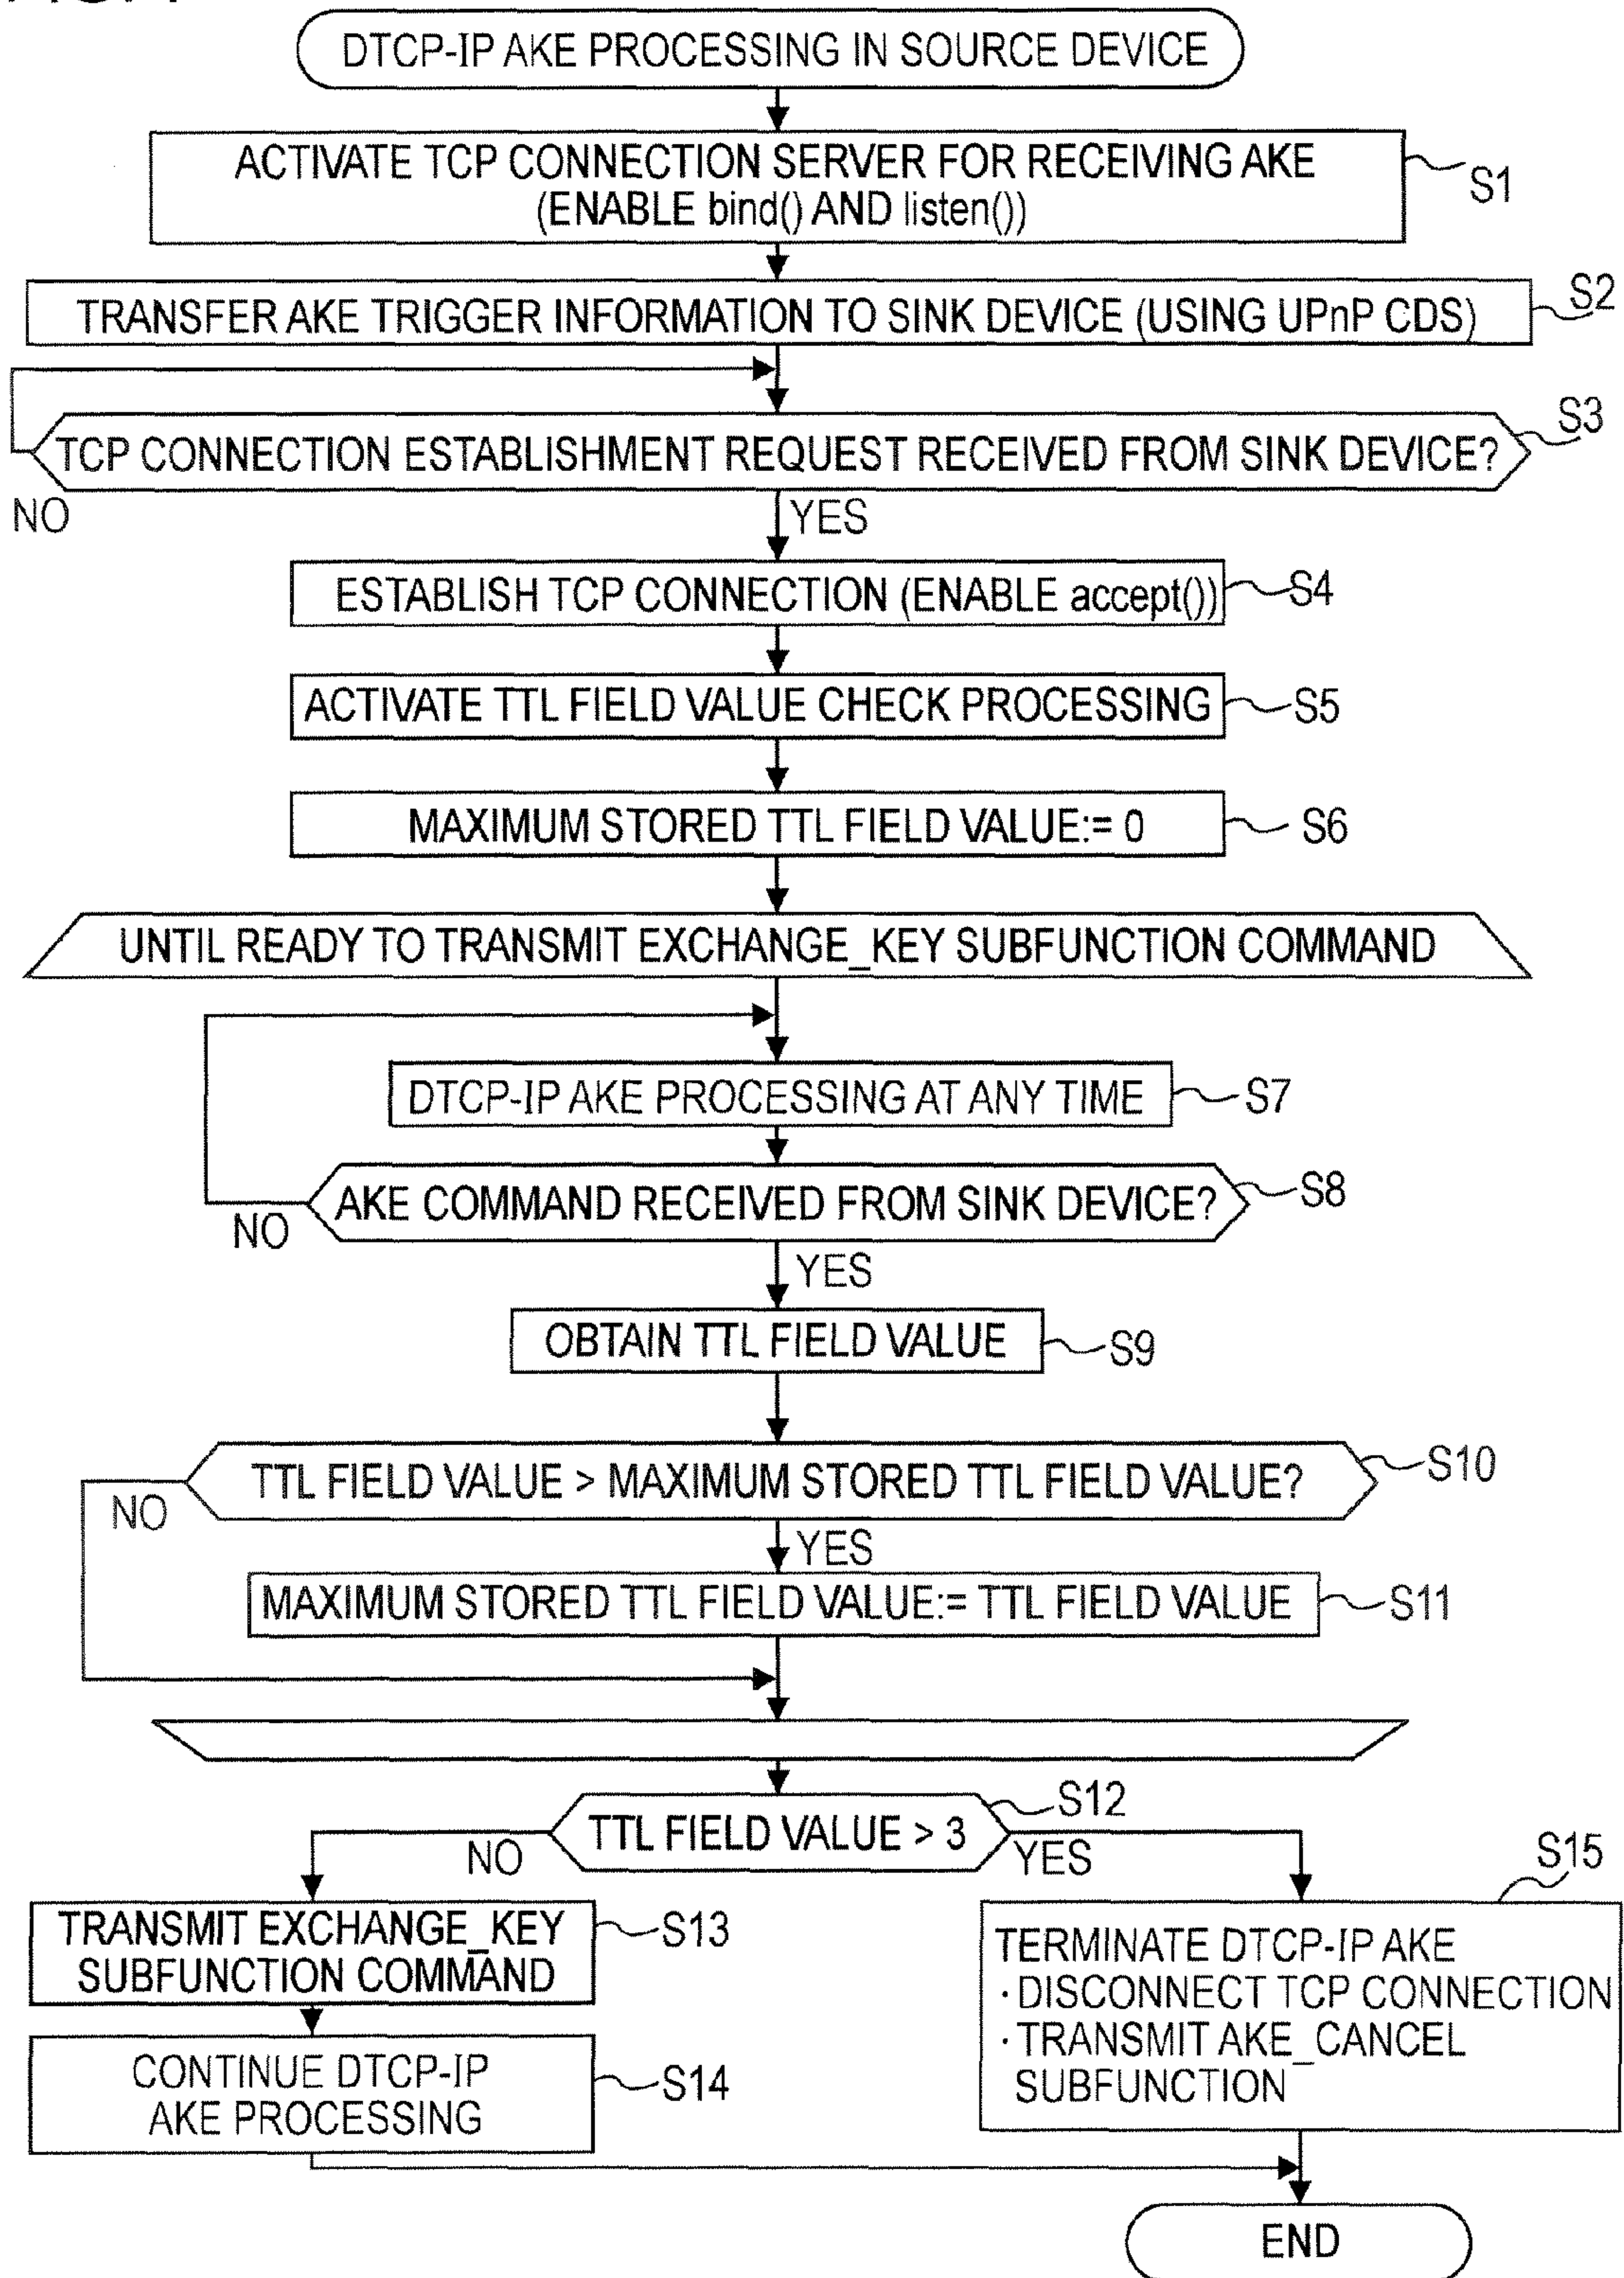 DTCP-IP AKE PROCESSING IN SOURCE DEVICE
ACTIVATE TCP CONNECTION SERVER FOR RECEIVING AKE
(ENABLE bind() AND listen())
S1
TRANSFER AKE TRIGGER INFORMATION TO SINK DEVICE (USING UPnP CDS)
S2
TCP CONNECTION ESTABLISHMENT REQUEST RECEIVED FROM SINK DEVICE?
S3
NO
YES
ESTABLISH TCP CONNECTION (ENABLE accept())
S4
ACTIVATE TTL FIELD VALUE CHECK PROCESSING
S5
MAXIMUM STORED TTL FIELD VALUE:= 0
S6
UNTIL READY TO TRANSMIT EXCHANGE_KEY SUBFUNCTION COMMAND
DTCP-IP AKE PROCESSING AT ANY TIME
S7
AKE COMMAND RECEIVED FROM SINK DEVICE?
S8
NO
YES
OBTAIN TTL FIELD VALUE
S9
TTL FIELD VALUE > MAXIMUM STORED TTL FIELD VALUE?
S10
NO
YES
MAXIMUM STORED TTL FIELD VALUE:= TTL FIELD VALUE
S11
TTL FIELD VALUE > 3
S12
NO
YES
TRANSMIT EXCHANGE_KEY
SUBFUNCTION COMMAND
S13
CONTINUE DTCP-IP
AKE PROCESSING
S14
S15
TERMINATE DTCP-IP AKE
· DISCONNECT TCP CONNECTION
· TRANSMIT AKE_CANCEL
SUBFUNCTION
END